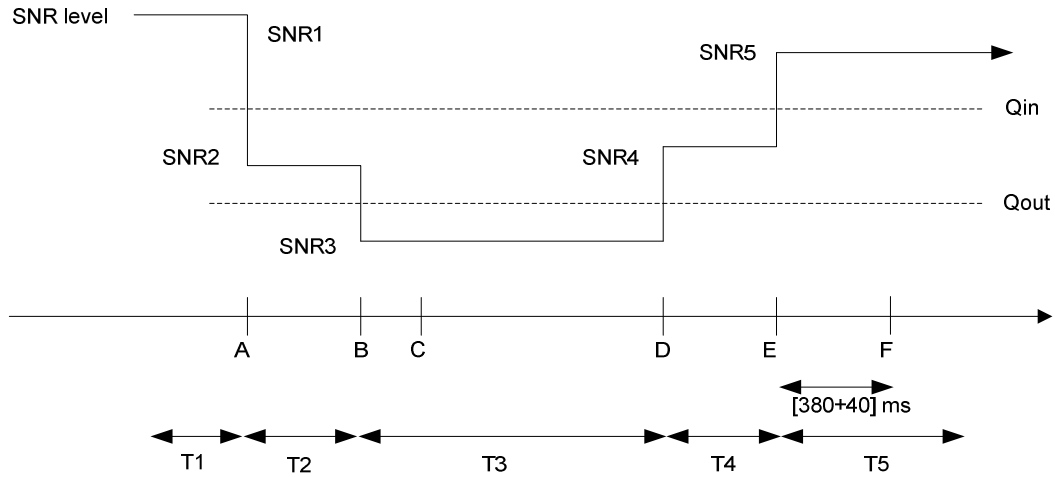 SNR level
SNR1
SNR5
Qin
SNR2
SNR4
Qout
SNR3
A
B
C
D
E
F
[380+40] ms
T1
T2
T3
T4
T5